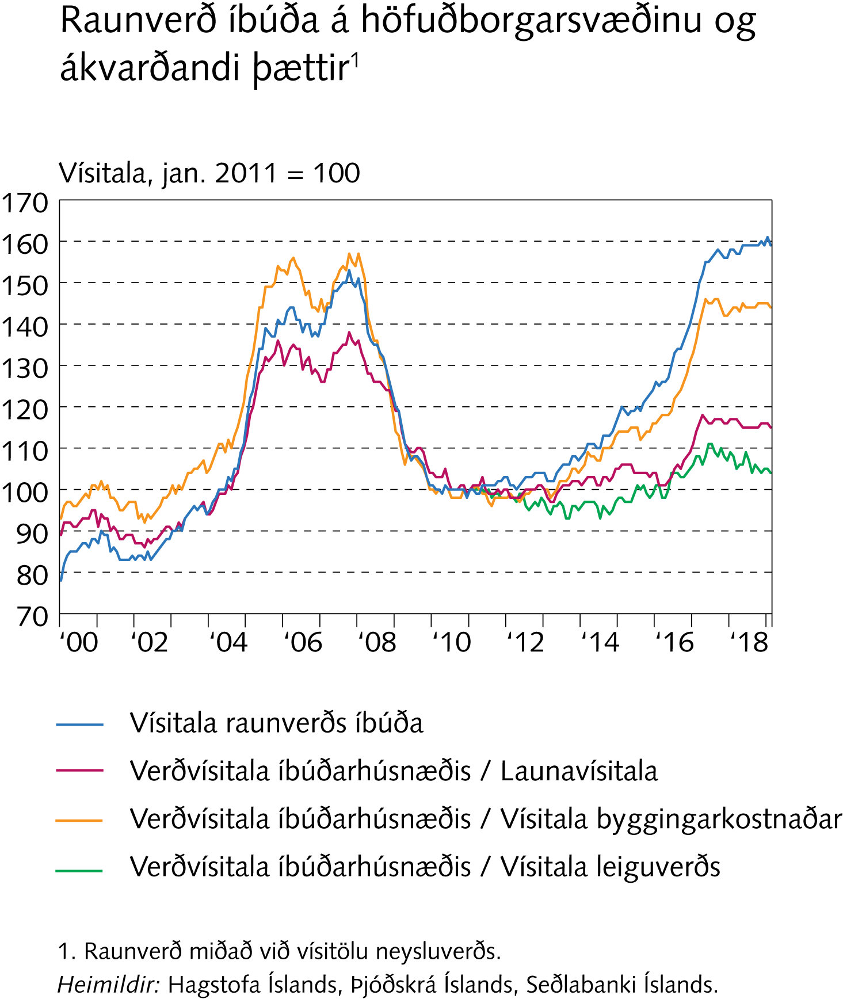 Raunverð íbúða á höfuðborgarsvæðinu og
ákvarðandi þættir¹
Vísitala, jan. 2011 = 100
170
160
150
140
130
120
110
100
90
80
70
‘00 ‘02 ‘04 ‘06 ‘08 ‘10 ‘12 ‘14 ‘16 ‘18
Vísitala raunverðs íbúða
Verðvísitala íbúðarhúsnæðis / Launavísitala
Verðvísitala íbúðarhúsnæðis / Vísitala byggingarkostnaðar
Verðvísitala íbúðarhúsnæðis / Vísitala leiguverðs
1. Raunverð miðað við vísitölu neysluverðs.
Heimildir: Hagstofa Íslands, Þjóðskrá Íslands, Seðlabanki Íslands.